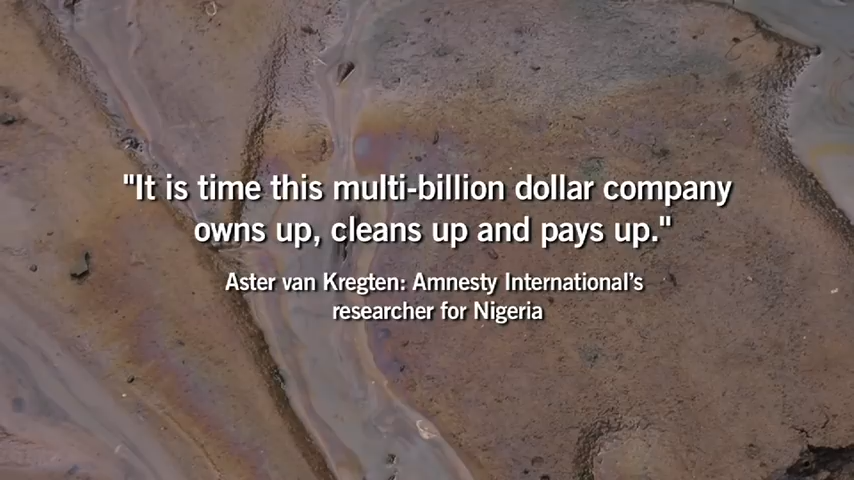 "It is time this multi-billion dollar company
owns up, cleans up and pays up."
Aster van Kregten: Amnesty International's
researcher for Nigeria